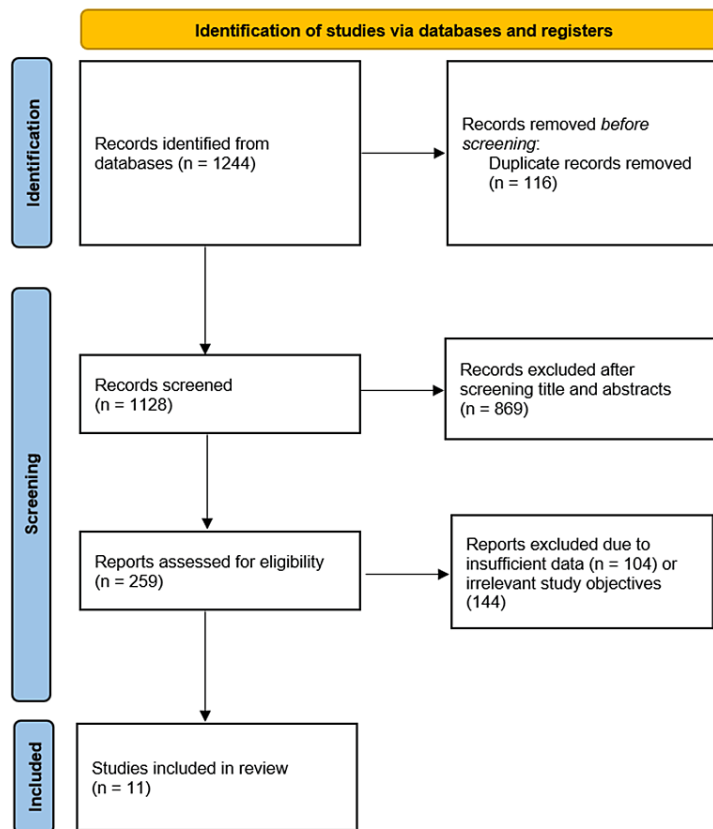 Identification of studies via databases and registers
Identification
Records identified from
databases (n = 1244)
Records removed before
screening:
Duplicate records removed
(n = 116)
Screening
Records screened
(n = 1128)
Records excluded after
screening title and abstracts
(n = 869)
Reports assessed for eligibility
(n = 259)
Reports excluded due to
insufficient data (n = 104) or
irrelevant study objectives
(144)
Included
Studies included in review
(n = 11)